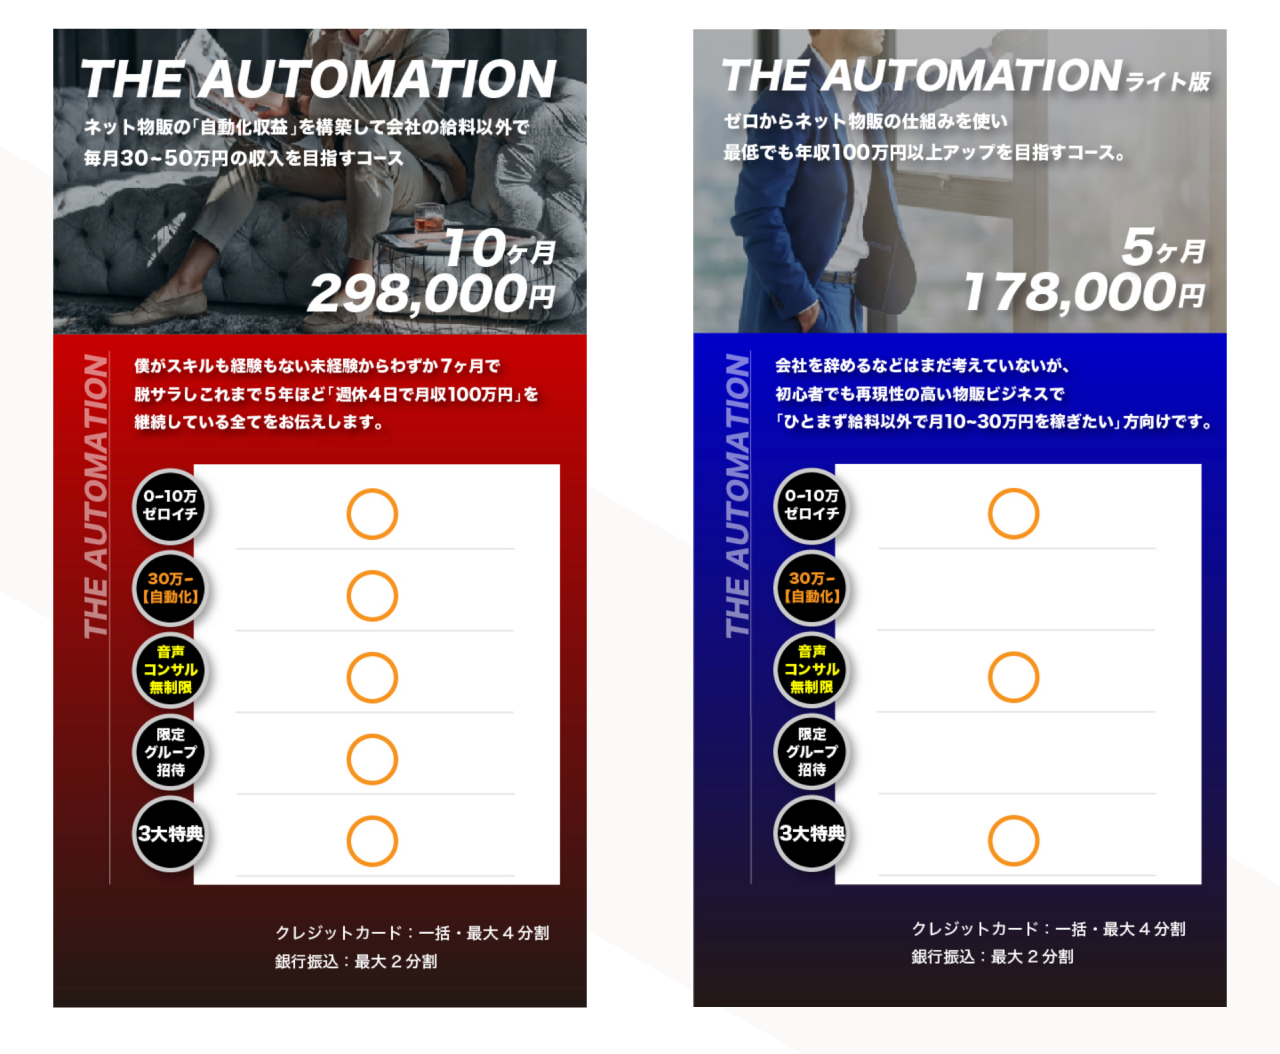 THE AUTOMATION
ネット物販の「自動化収益」を構築して会社の給料以外で
毎月30~50万円の収入を目指すコース
10ヶ月
298,000円
THE AUTOMATION
僕がスキルも経験もない未経験からわずか7ヶ月で
脱サラしこれまで5年ほど「週休4日で月収100万円」を
継続している全てをお伝えします。
0-10万
ゼロイチ
30万-
【自動化】
音声
コンサル
無制限
限定
グループ
招待
3大特典
クレジットカード：一括・最大4分割
銀行振込：最大2分割
THE AUTOMATIONライト版
ゼロからネット物販の仕組みを使い
最低でも年収100万円以上アップを目指すコース。
5ヶ月
178,000円
THE AUTOMATION
会社を辞めるなどはまだ考えていないが、
初心者でも再現性の高い物販ビジネスで
「ひとまず給料以外で月10~30万円を稼ぎたい」方向けです。
0-10万
ゼロイチ
30万-
【自動化】
音声
コンサル
無制限
限定
グループ
招待
3大特典
クレジットカード：一括・最大4分割
銀行振込：最大2分割